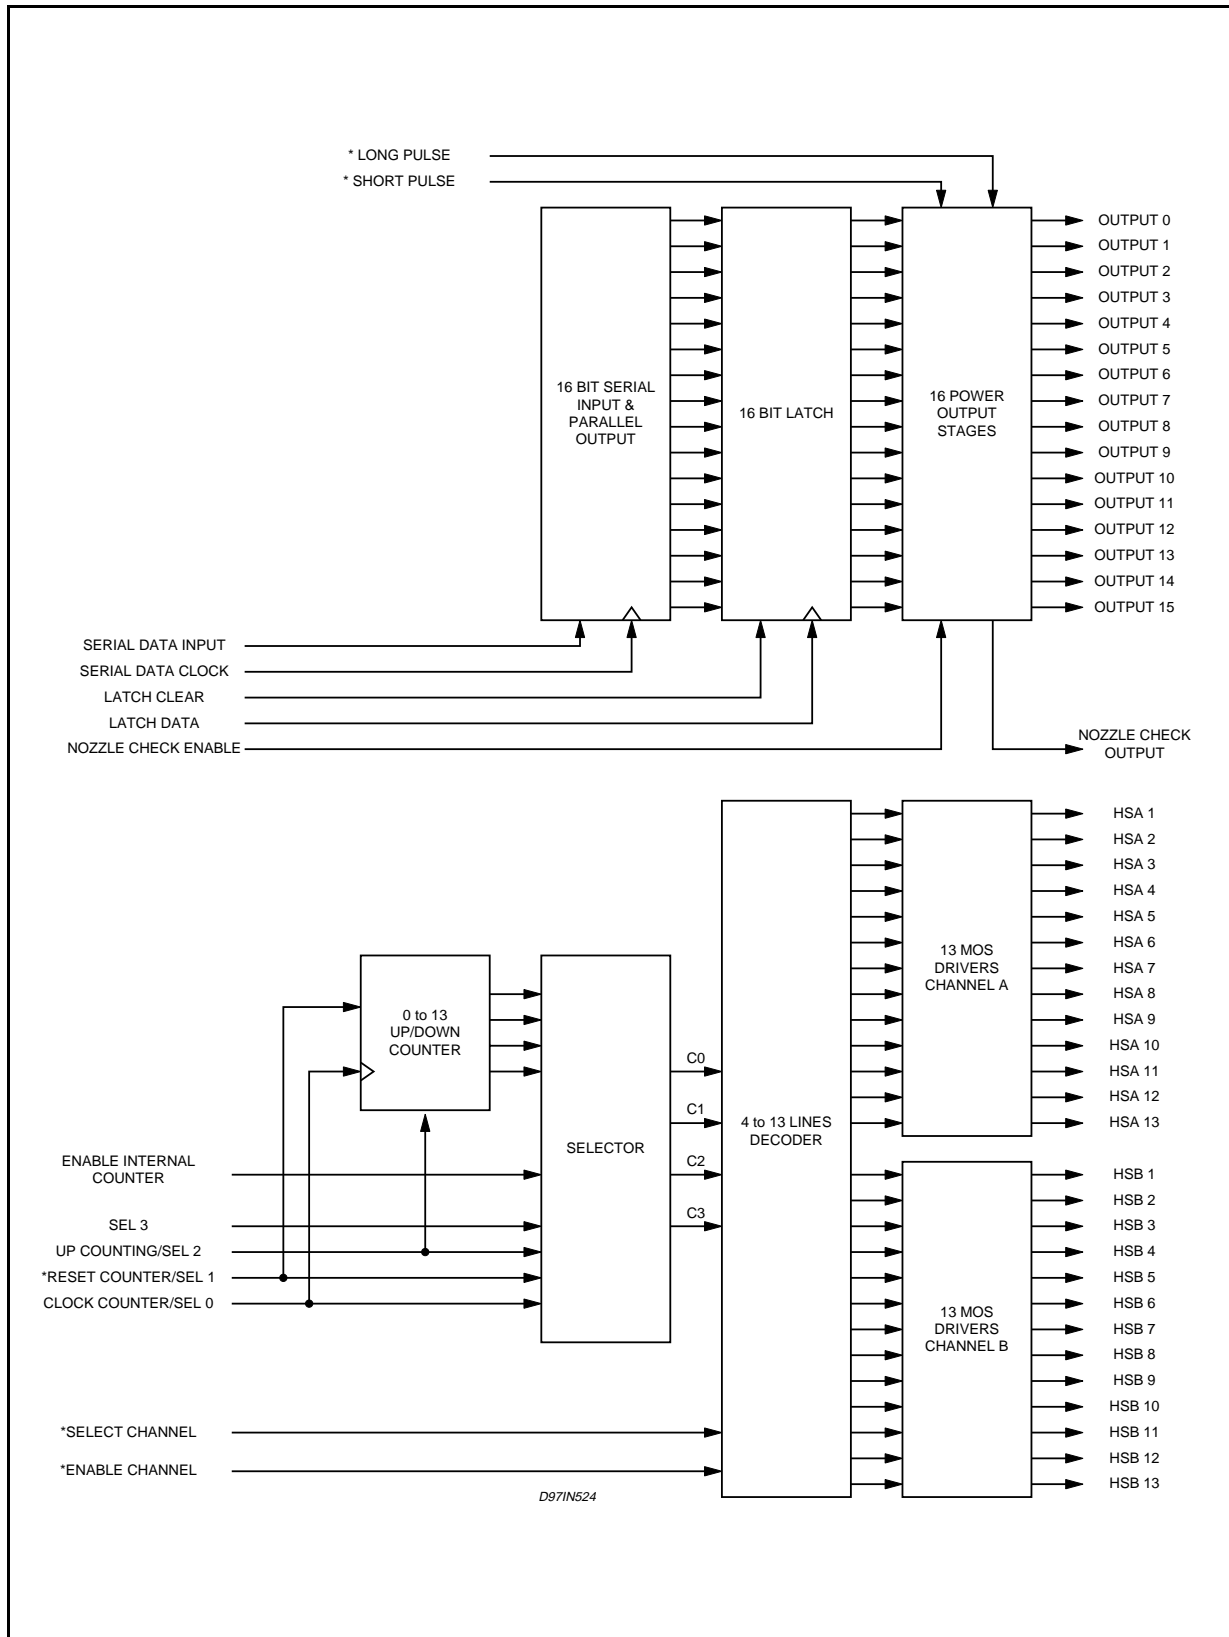 * LONG PULSE
* SHORT PULSE
16 BIT SERIAL
INPUT &
PARALLEL
OUTPUT
16 BIT LATCH
16 POWER
OUTPUT
STAGES
OUTPUT 0
OUTPUT 1
OUTPUT 2
OUTPUT 3
OUTPUT 4
OUTPUT 5
OUTPUT 6
OUTPUT 7
OUTPUT 8
OUTPUT 9
OUTPUT 10
OUTPUT 11
OUTPUT 12
OUTPUT 13
OUTPUT 14
OUTPUT 15
SERIAL DATA INPUT
SERIAL DATA CLOCK
LATCH CLEAR
LATCH DATA
NOZZLE CHECK ENABLE
NOZZLE CHECK
OUTPUT
0 to 13
UP/DOWN
COUNTER
SELECTOR
C0
C1
C2
C3
4 to 13 LINES
DECODER
13 MOS
DRIVERS
CHANNEL A
HSA 1
HSA 2
HSA 3
HSA 4
HSA 5
HSA 6
HSA 7
HSA 8
HSA 9
HSA 10
HSA 11
HSA 12
HSA 13
ENABLE INTERNAL
COUNTER
SEL 3
UP COUNTING/SEL 2
*RESET COUNTER/SEL 1
CLOCK COUNTER/SEL 0
13 MOS
DRIVERS
CHANNEL B
HSB 1
HSB 2
HSB 3
HSB 4
HSB 5
HSB 6
HSB 7
HSB 8
HSB 9
HSB 10
HSB 11
HSB 12
HSB 13
*SELECT CHANNEL
*ENABLE CHANNEL
D97IN524